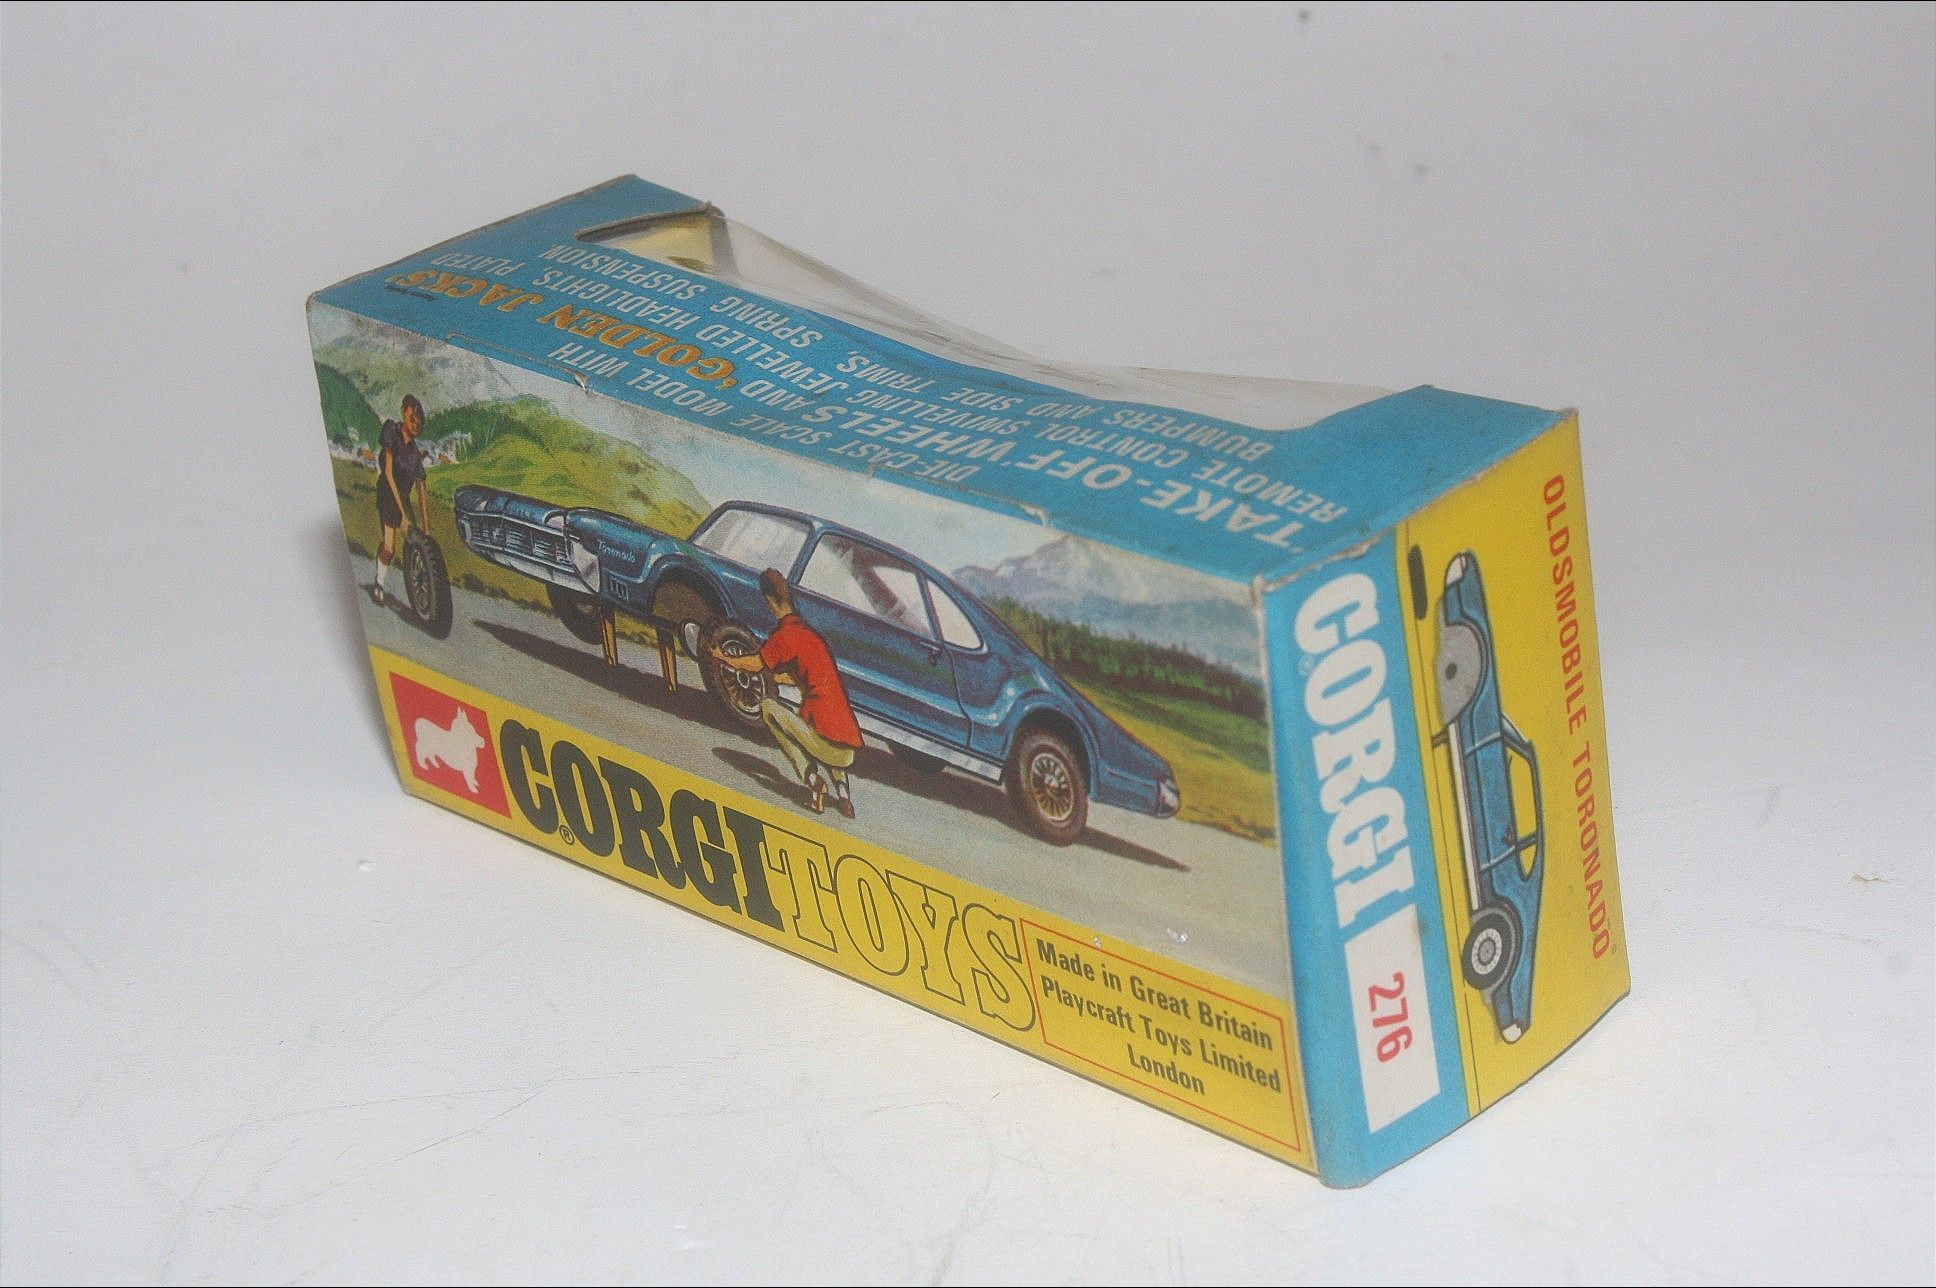 DIE-CAST SCALE MODEL WITH
'TAKE-OFF' WHEELS AND 'GOLDEN JACKS'
REMOTE CONTROL SWIVELLING JEWELLED HEADLIGHTS. PLATED
BUMPERS AND SIDE TRIMS. SPRING SUSPENSION.
Toronado
CORGI TOYS
®
Made in Great Britain
Playcraft Toys Limited
London
CORGI
276
OLDSMOBILE TORONADO